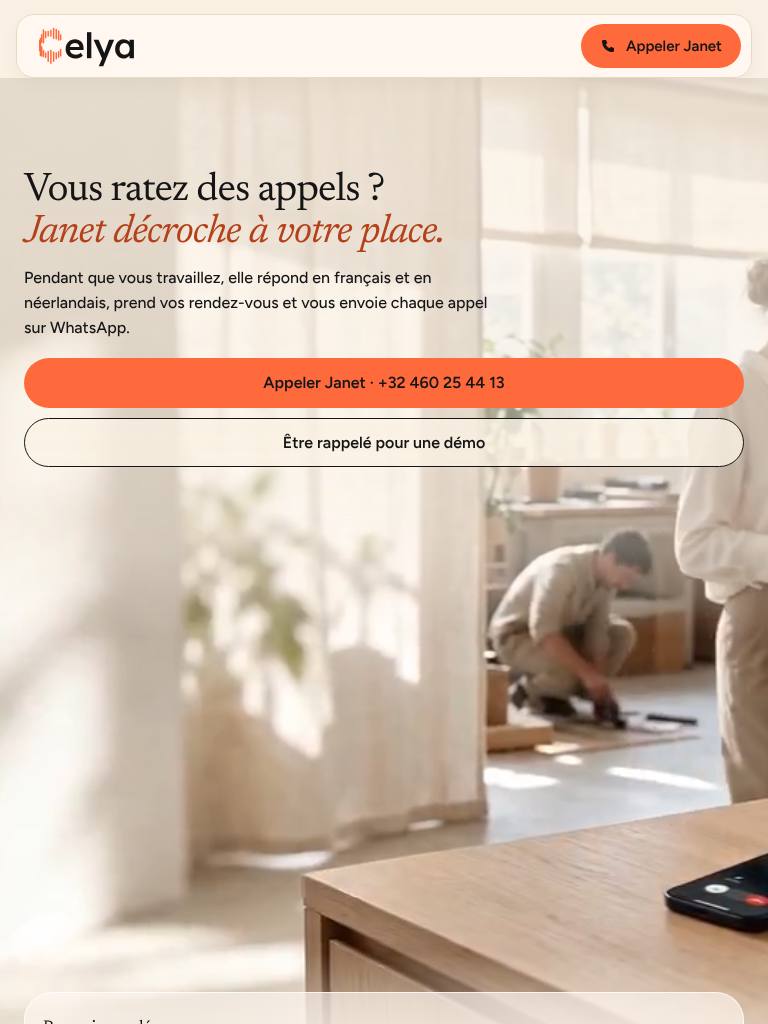 Celya
Appeler Janet
Vous ratez des appels ?
Janet décroche à votre place.
Pendant que vous travaillez, elle répond en français et en
néerlandais, prend vos rendez-vous et vous envoie chaque appel
sur WhatsApp.
Appeler Janet · +32 460 25 44 13
Être rappelé pour une démo